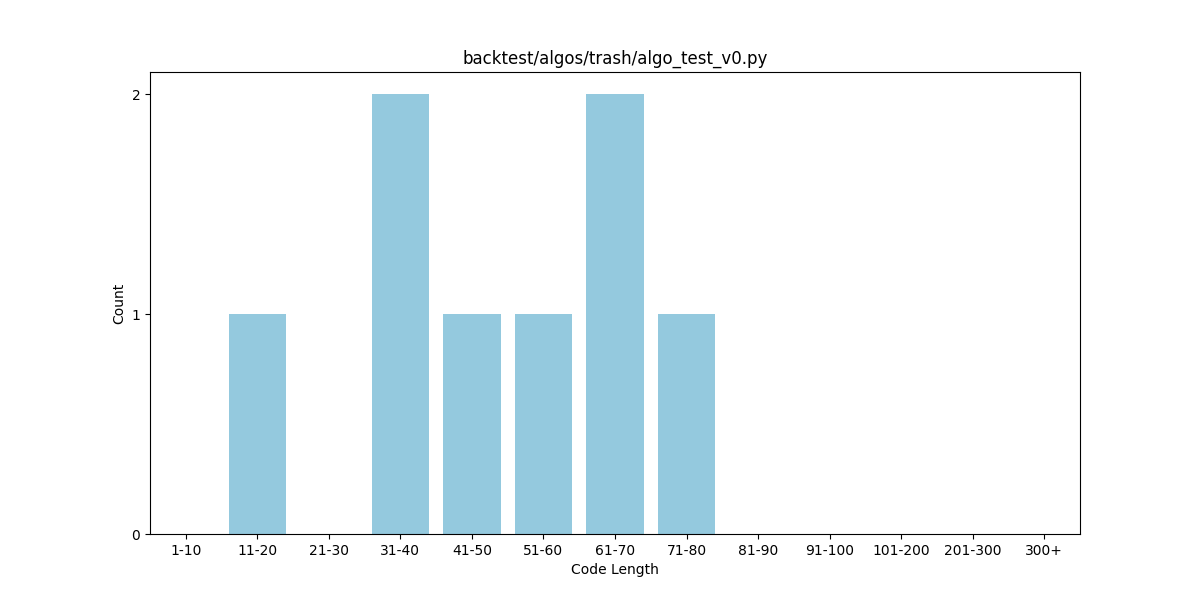 backtest/algos/trash/algo_test_v0.py
Count
2
1
0
1-10 11-20 21-30 31-40 41-50 51-60 61-70 71-80 81-90 91-100 101-200 201-300 300+
Code Length